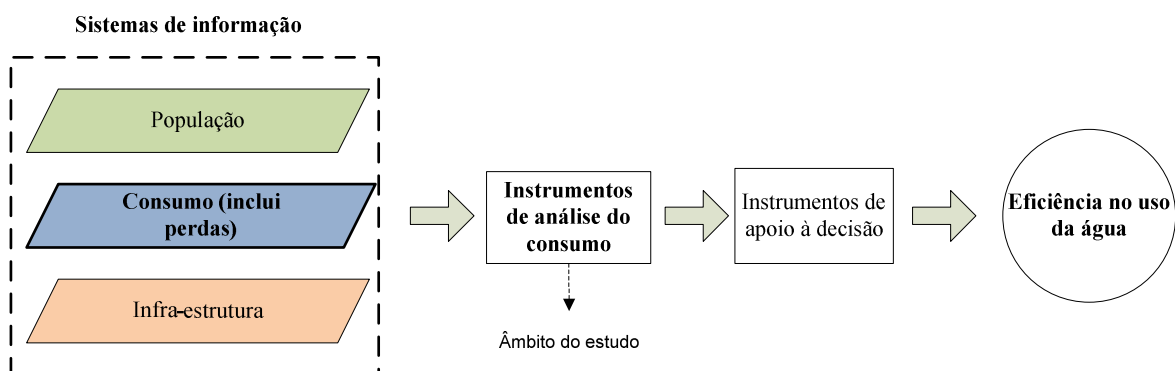 Sistemas de informação
População
Consumo (inclui
perdas)
Infra-estrutura
Instrumentos
de análise do
consumo
Âmbito do estudo
Instrumentos de
apoio à decisão
Eficiência no uso
da água